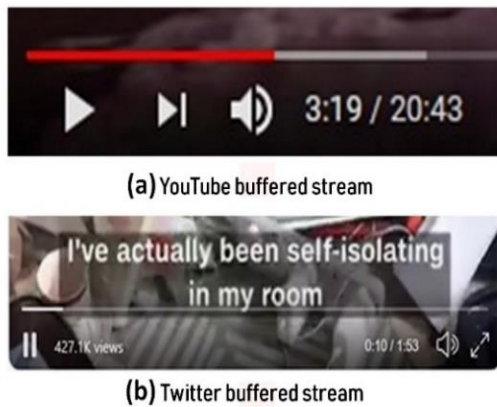 3:19 / 20:43
(a) YouTube buffered stream
I've actually been self-isolating
in my room
427.1K views 0:10 / 1:53
(b) Twitter buffered stream